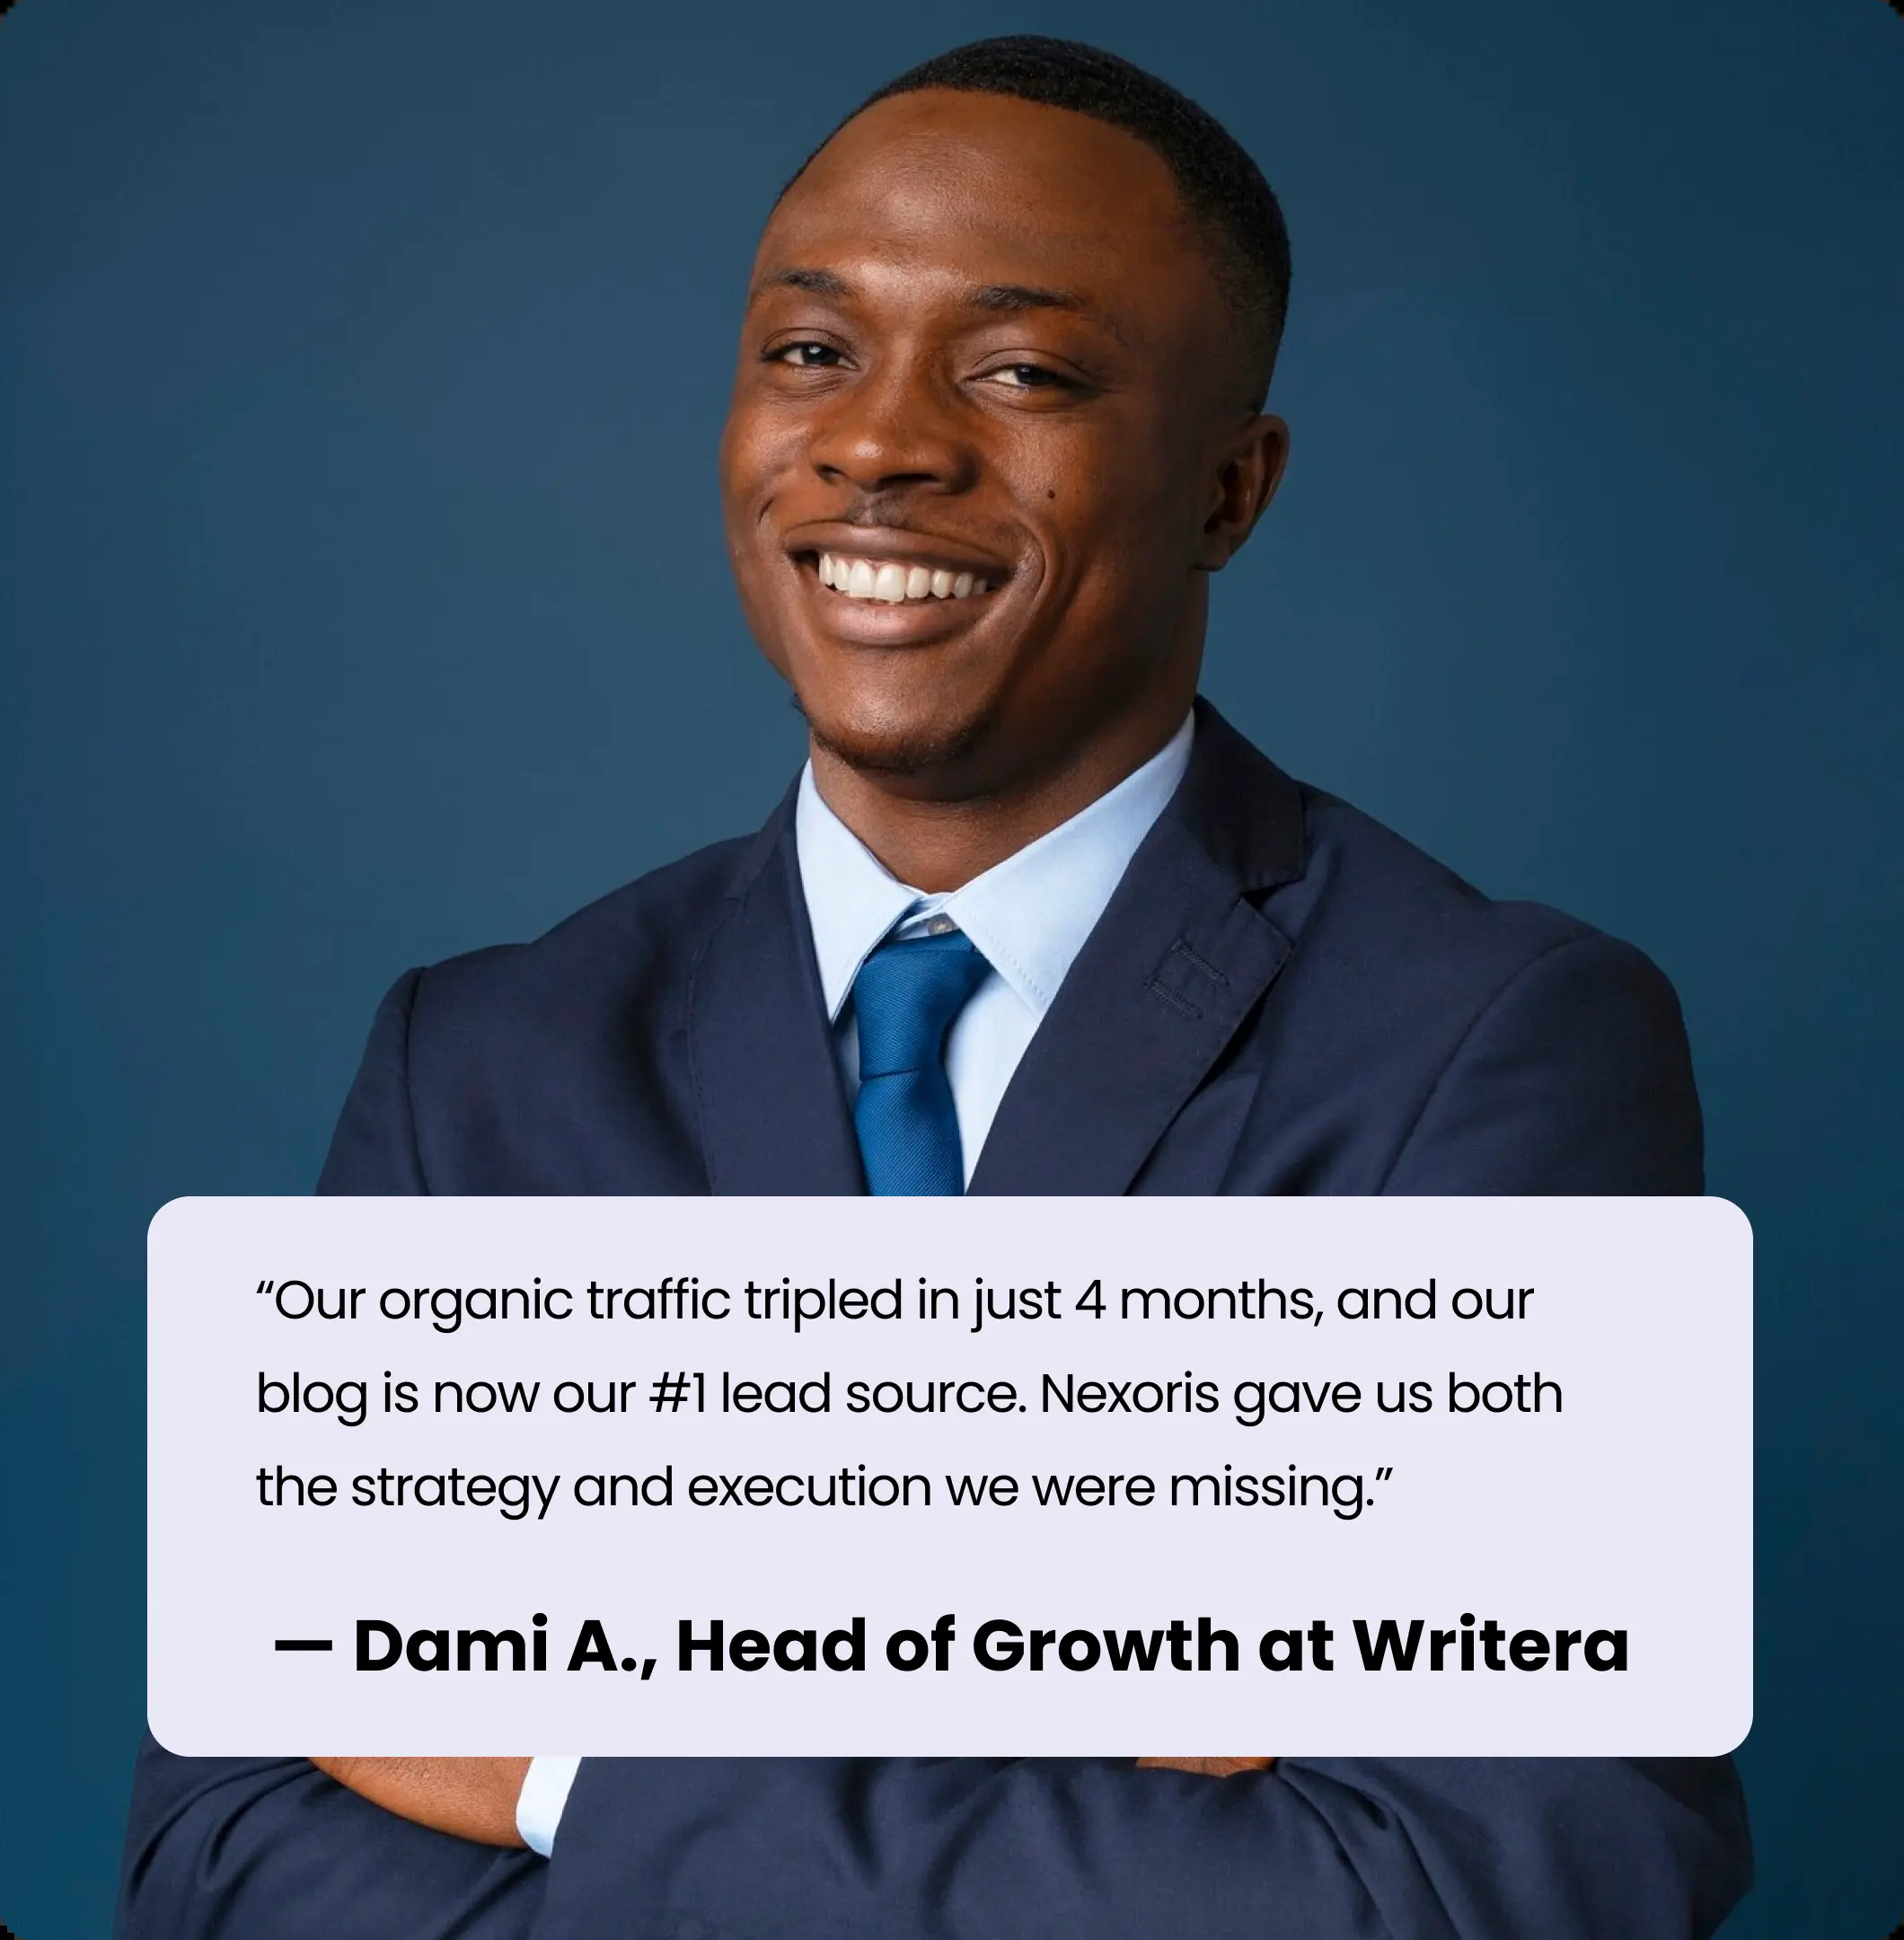 “Our organic traffic tripled in just 4 months, and our
blog is now our #1 lead source. Nexoris gave us both
the strategy and execution we were missing.”
— Dami A., Head of Growth at Writera